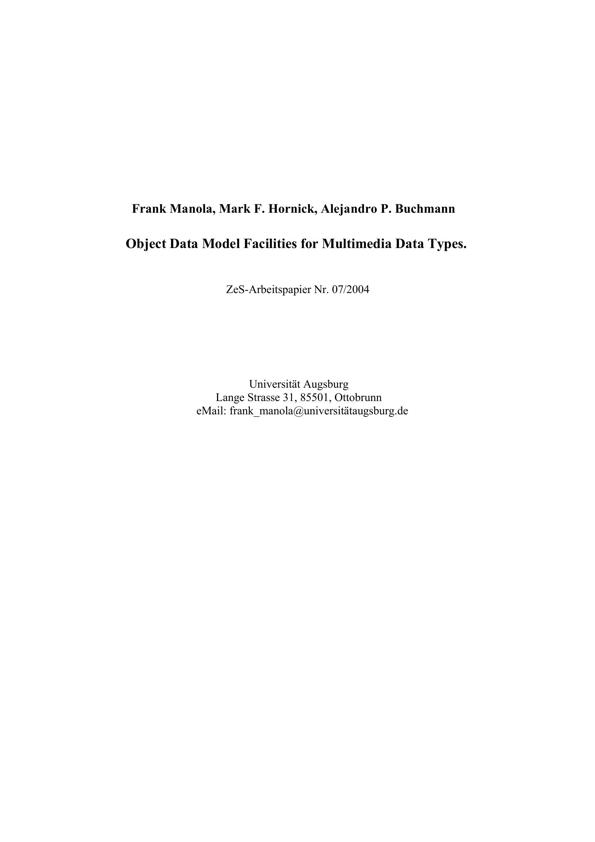 Frank Manola, Mark F. Hornick, Alejandro P. Buchmann
Object Data Model Facilities for Multimedia Data Types.
ZeS-Arbeitspapier Nr. 07/2004
Universität Augsburg
Lange Strasse 31, 85501, Ottobrunn
eMail: frank_manola@universitätaugsburg.de